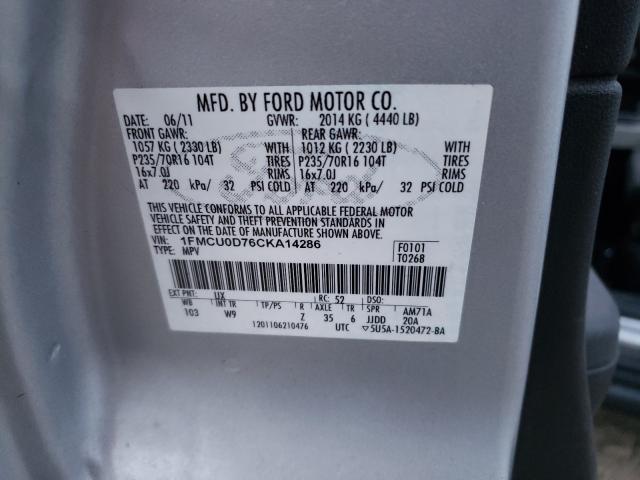 MFD. BY FORD MOTOR CO.
DATE: 06/11 GVWR: 2014 KG ( 4440 LB)
FRONT GAWR: REAR GAWR:
1057 KG ( 2330 LB) WITH 1012 KG ( 2230 LB) WITH
P235/70R16 104T TIRES P235/70R16 104T TIRES
16x7.0J RIMS 16x7.0J RIMS
AT 220 kPa/ 32 PSI COLD AT 220 kPa/ 32 PSI COLD
THIS VEHICLE CONFORMS TO ALL APPLICABLE FEDERAL MOTOR
VEHICLE SAFETY AND THEFT PREVENTION STANDARDS IN
EFFECT ON THE DATE OF MANUFACTURE SHOWN ABOVE.
VIN: 1FMCU0D76CKA14286 F0101
TYPE: MPV T0268
EXT PNT: UX RC: 52 DSO:
WB INT TR TP/PS R AXLE TR SPR AM71A
103 W9 Z 35 6 JJDD 20A
1201106210476 UTC ▽5U5A-1520472-BA